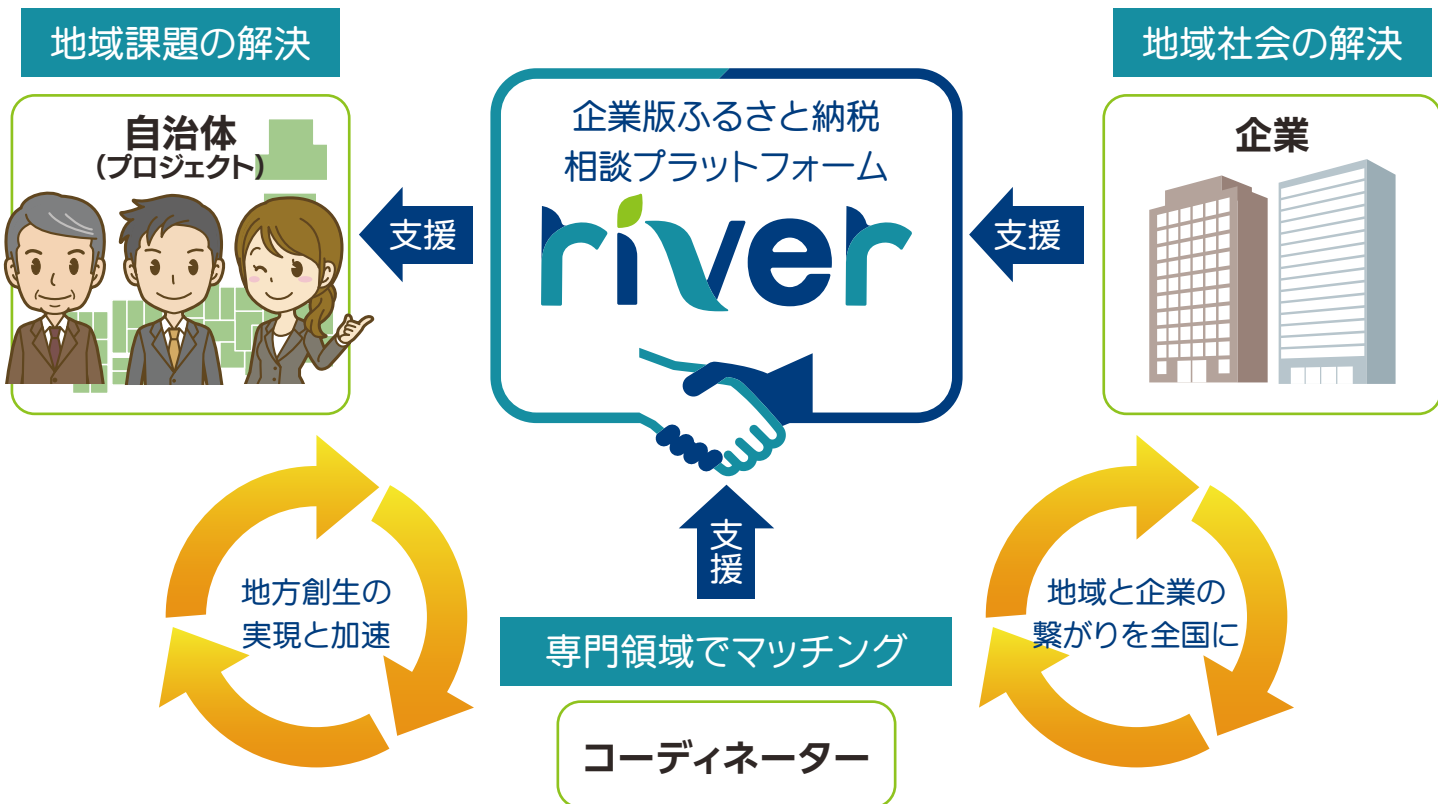 地域課題の解決
自治体
(プロジェクト)
支援
企業版ふるさと納税
相談プラットフォーム
river
支援
地域社会の解決
企業
地方創生の
実現と加速
支援
専門領域でマッチング
コーディネーター
地域と企業の
繋がりを全国に